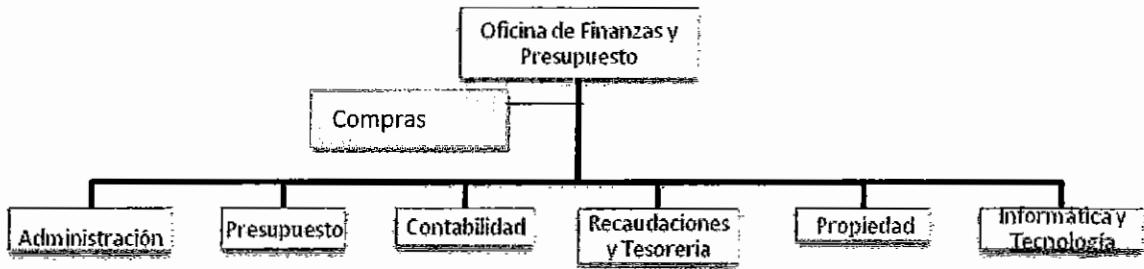 Oficina de Finanzas y
Presupuesto
Compras
Administración
Presupuesto
Contabilidad
Recaudaciones
y Tesoreria
Propiedad
Informática y
Tecnología